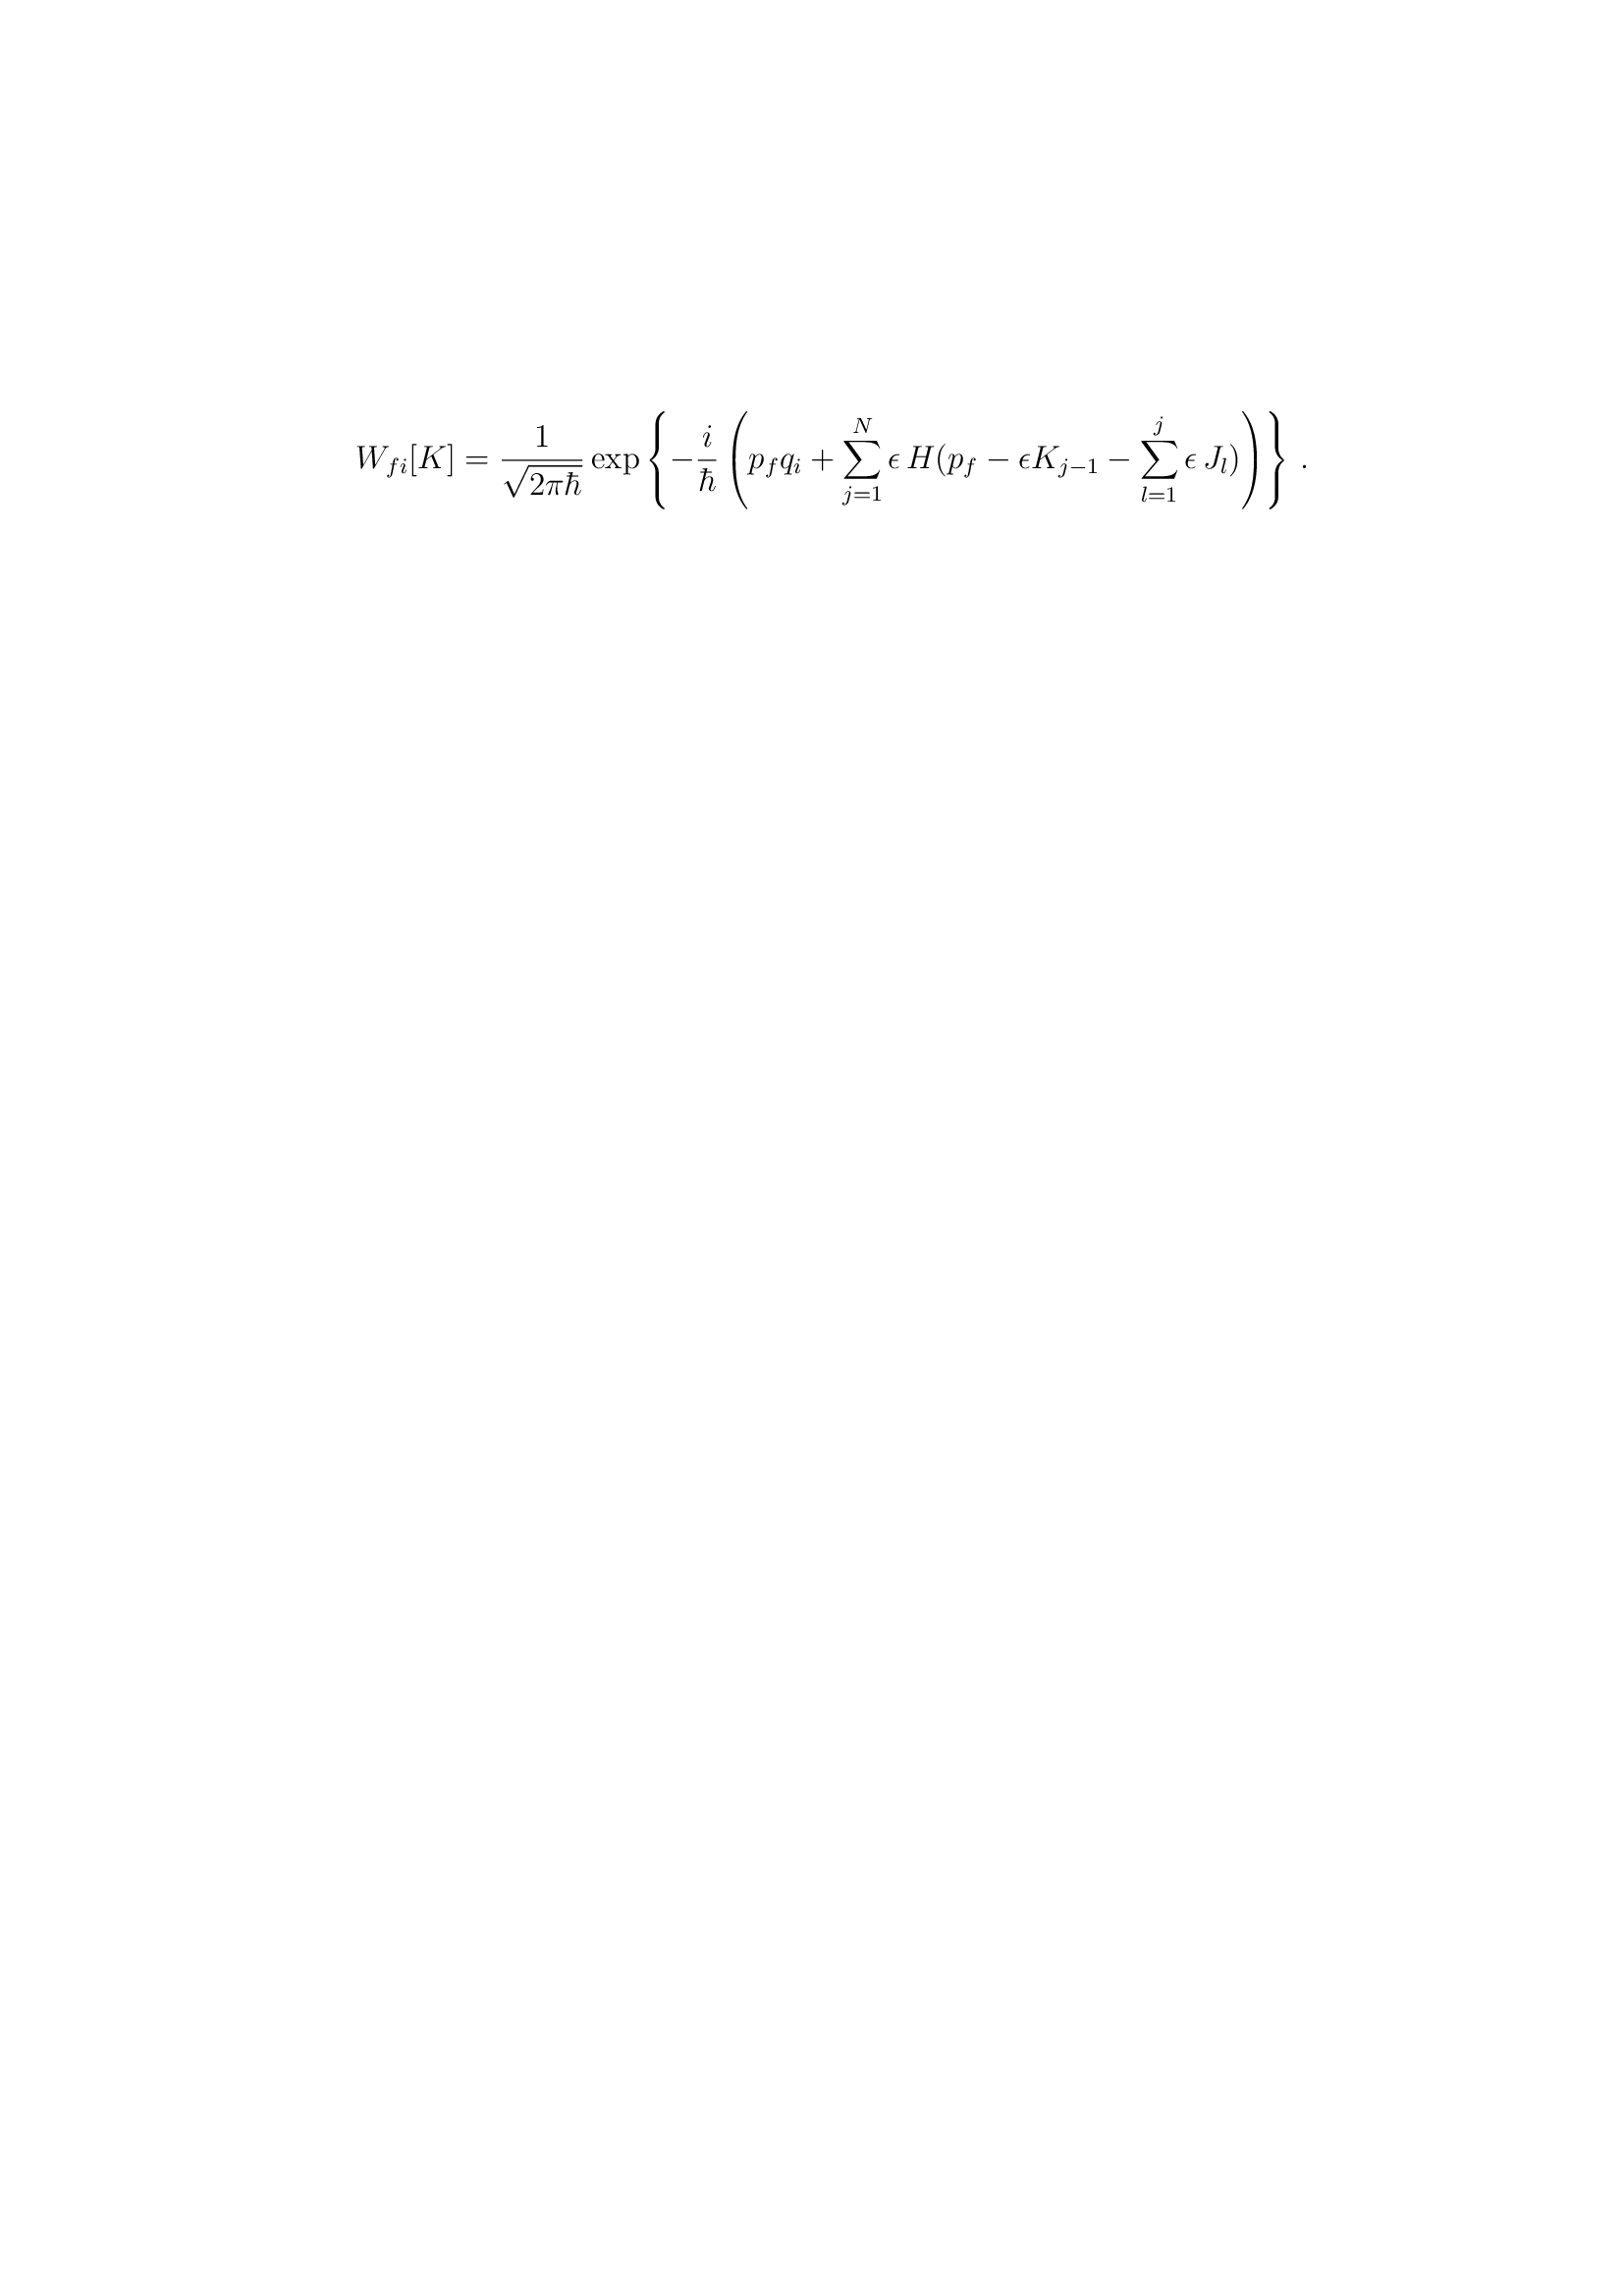 W_{fi}[K] = \frac{1}{\sqrt{2\pi\hbar}} \exp\left\{ -\frac{i}{\hbar} \left( p_f q_i + \sum_{j=1}^{N} \epsilon \, H(p_f - \epsilon K_{j-1} - \sum_{l=1}^{j} \epsilon \, J_l) \right) \right\} \, .